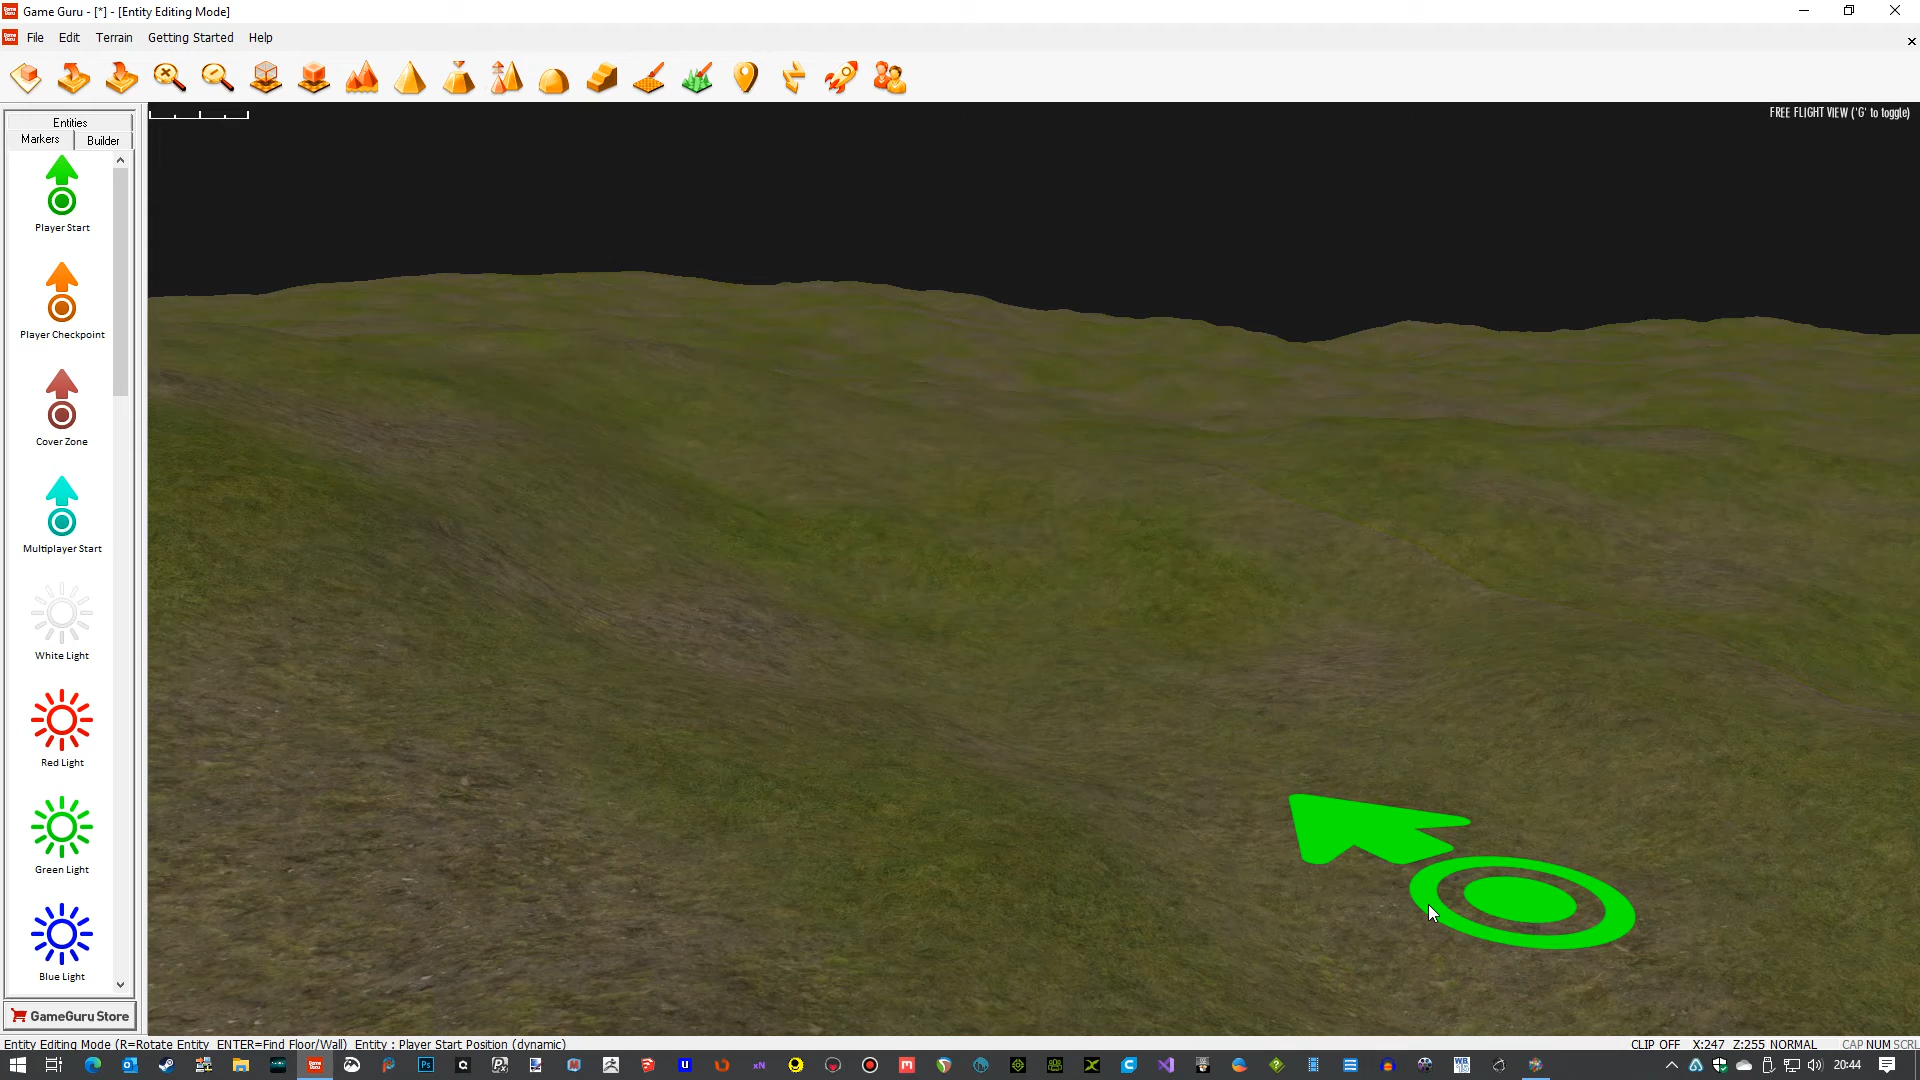 Game Guru - [*] - [Entity Editing Mode]
File Edit Terrain Getting Started Help
FREE FLIGHT VIEW ('G' to toggle)
Entities
Markers Builder
Player Start
Player Checkpoint
Cover Zone
Multiplayer Start
White Light
Red Light
Green Light
Blue Light
GameGuru Store
Entity Editing Mode (R=Rotate Entity ENTER=Find Floor/Wall) Entity : Player Start Position (dynamic)
CLIP OFF X:247 Z:255 NORMAL CAP NUM SCRL
20:44